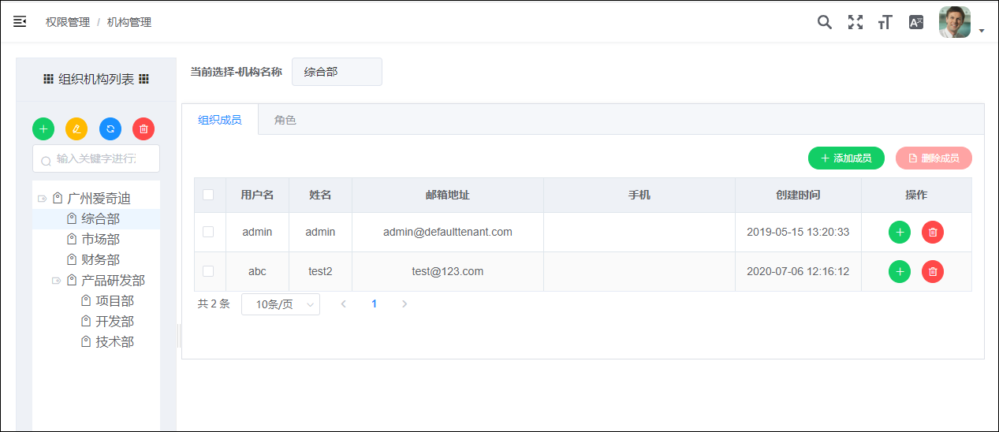 权限管理 / 机构管理
组织机构列表
输入关键字进行
广州爱奇迪
综合部
市场部
财务部
产品研发部
项目部
开发部
技术部
当前选择-机构名称 综合部
组织成员 角色
添加成员 删除成员
用户名 姓名 邮箱地址 手机 创建时间 操作
admin admin admin@defaulttenant.com 2019-05-15 13:20:33
abc test2 test@123.com 2020-07-06 12:16:12
共 2 条 10条/页 1